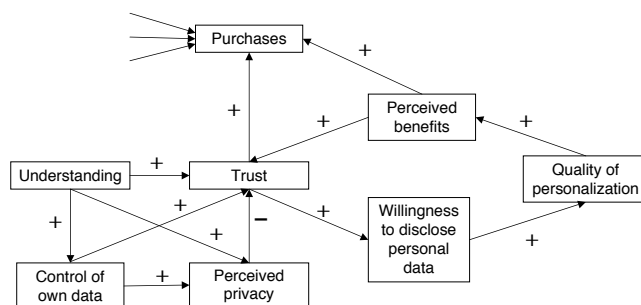 Purchases
+
+
+
+
Perceived
benefits
+
Understanding
+
Trust
Quality of
personalization
+
+
+
−
+
Willingness
to disclose
personal
data
+
Control of
own data
+
Perceived
privacy